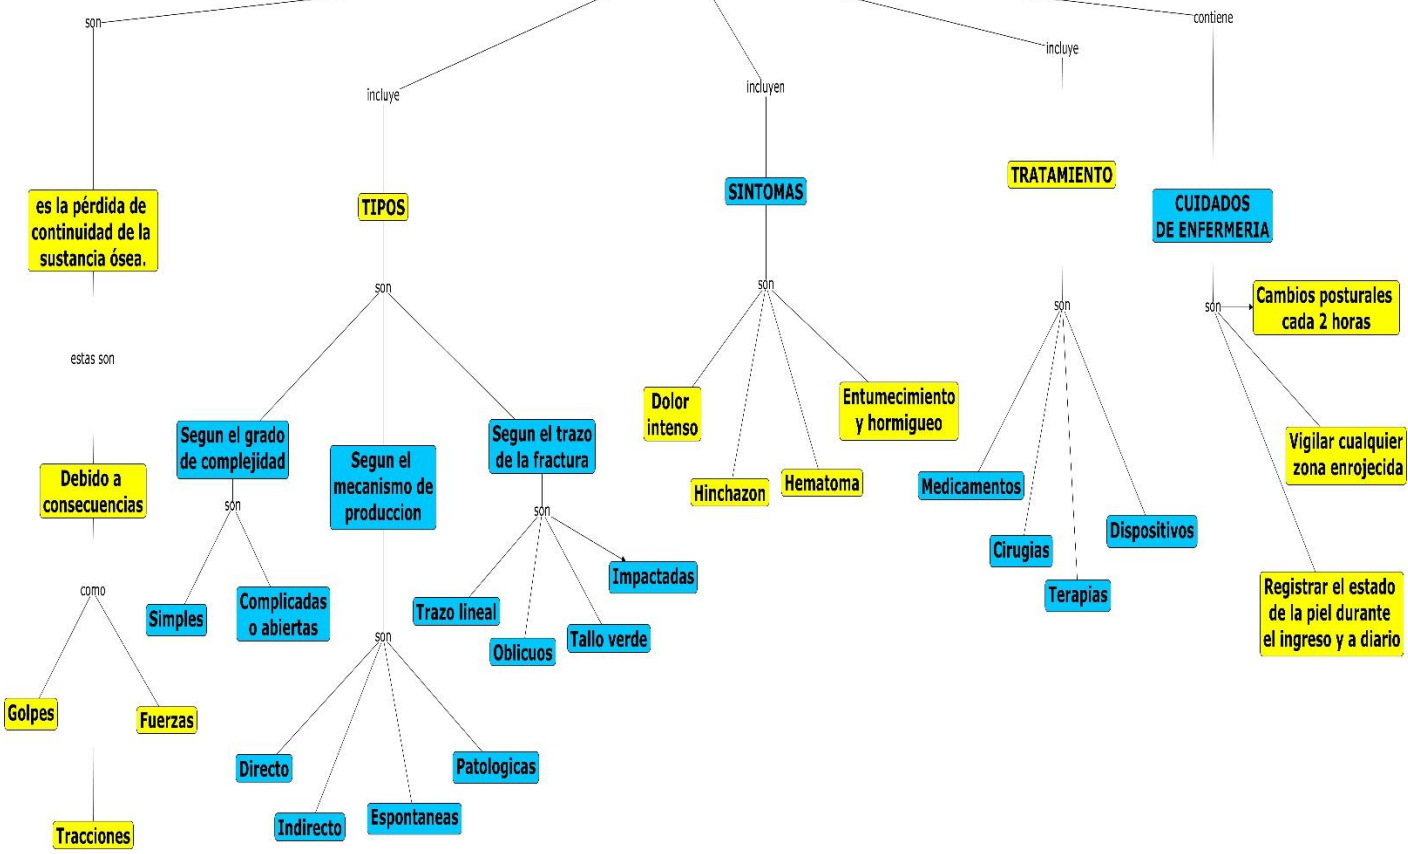 son
incluye
incluyen
incluye
contiene
es la pérdida de
continuidad de la
sustancia ósea.
estas son
Debido a
consecuencias
como
Golpes
Fuerzas
Tracciones
TIPOS
son
Segun el grado
de complejidad
son
Simples
Complicadas
o abiertas
Segun el
mecanismo de
produccion
son
Directo
Indirecto
Espontaneas
Patologicas
Segun el trazo
de la fractura
son
Trazo lineal
Oblicuos
Tallo verde
Impactadas
SINTOMAS
son
Dolor
intenso
Hinchazon
Hematoma
Entumecimiento
y hormigueo
TRATAMIENTO
son
Medicamentos
Cirugias
Terapias
Dispositivos
CUIDADOS
DE ENFERMERIA
son
Cambios posturales
cada 2 horas
Vigilar cualquier
zona enrojecida
Registrar el estado
de la piel durante
el ingreso y a diario